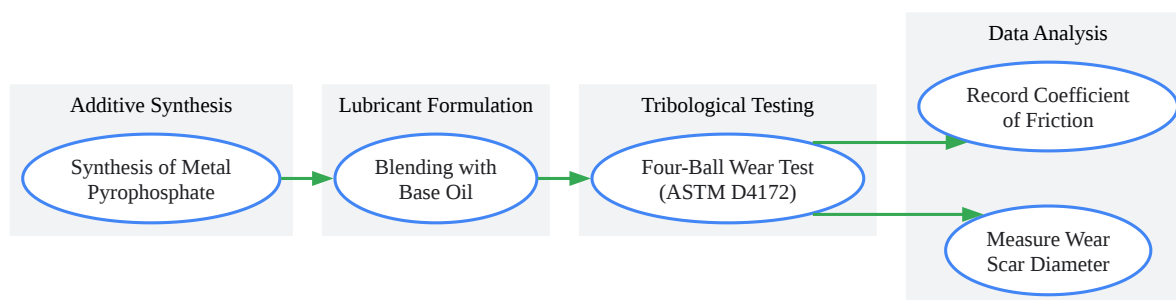 Additive Synthesis
Synthesis of Metal
Pyrophosphate
Lubricant Formulation
Blending with
Base Oil
Tribological Testing
Four-Ball Wear Test
(ASTM D4172)
Data Analysis
Record Coefficient
of Friction
Measure Wear
Scar Diameter